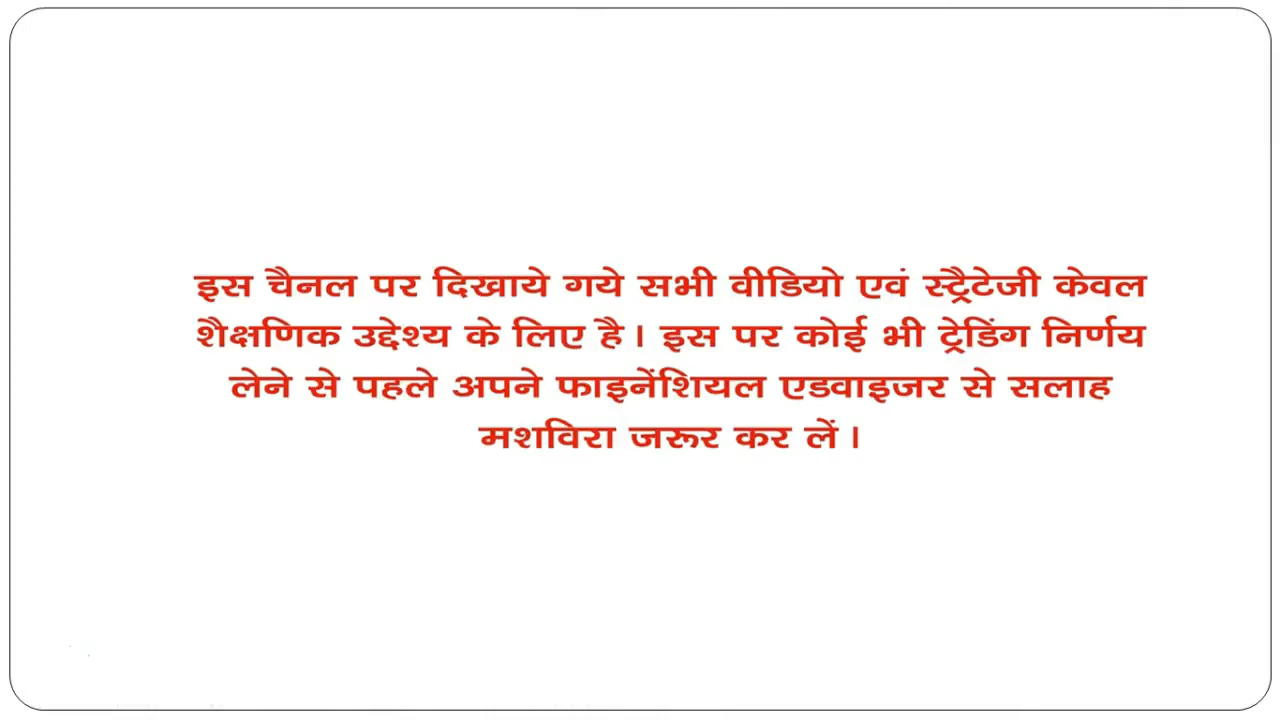 इस चैनल पर दिखाये गये सभी वीडियो एवं स्ट्रैटेजी केवल
शैक्षणिक उद्देश्य के लिए है। इस पर कोई भी ट्रेडिंग निर्णय
लेने से पहले अपने फाइनेंशियल एडवाइजर से सलाह
मशविरा जरूर कर लें।